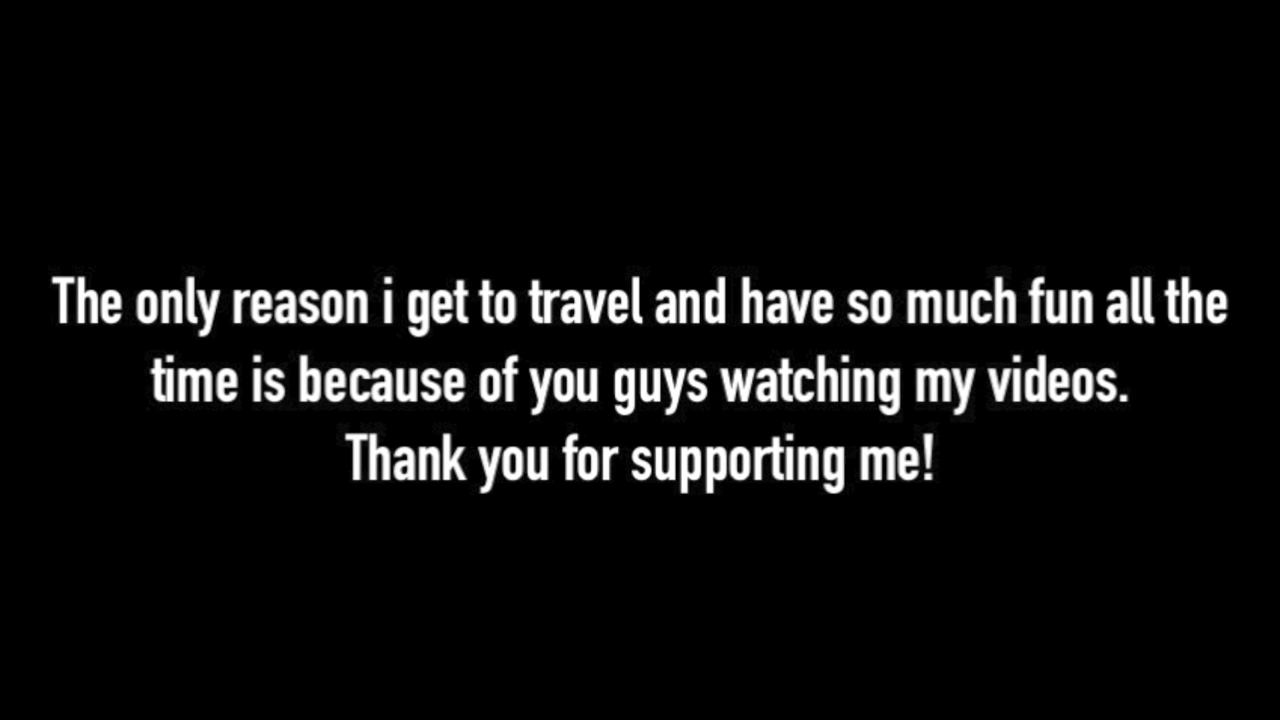 The only reason i get to travel and have so much fun all the
time is because of you guys watching my videos.
Thank you for supporting me!